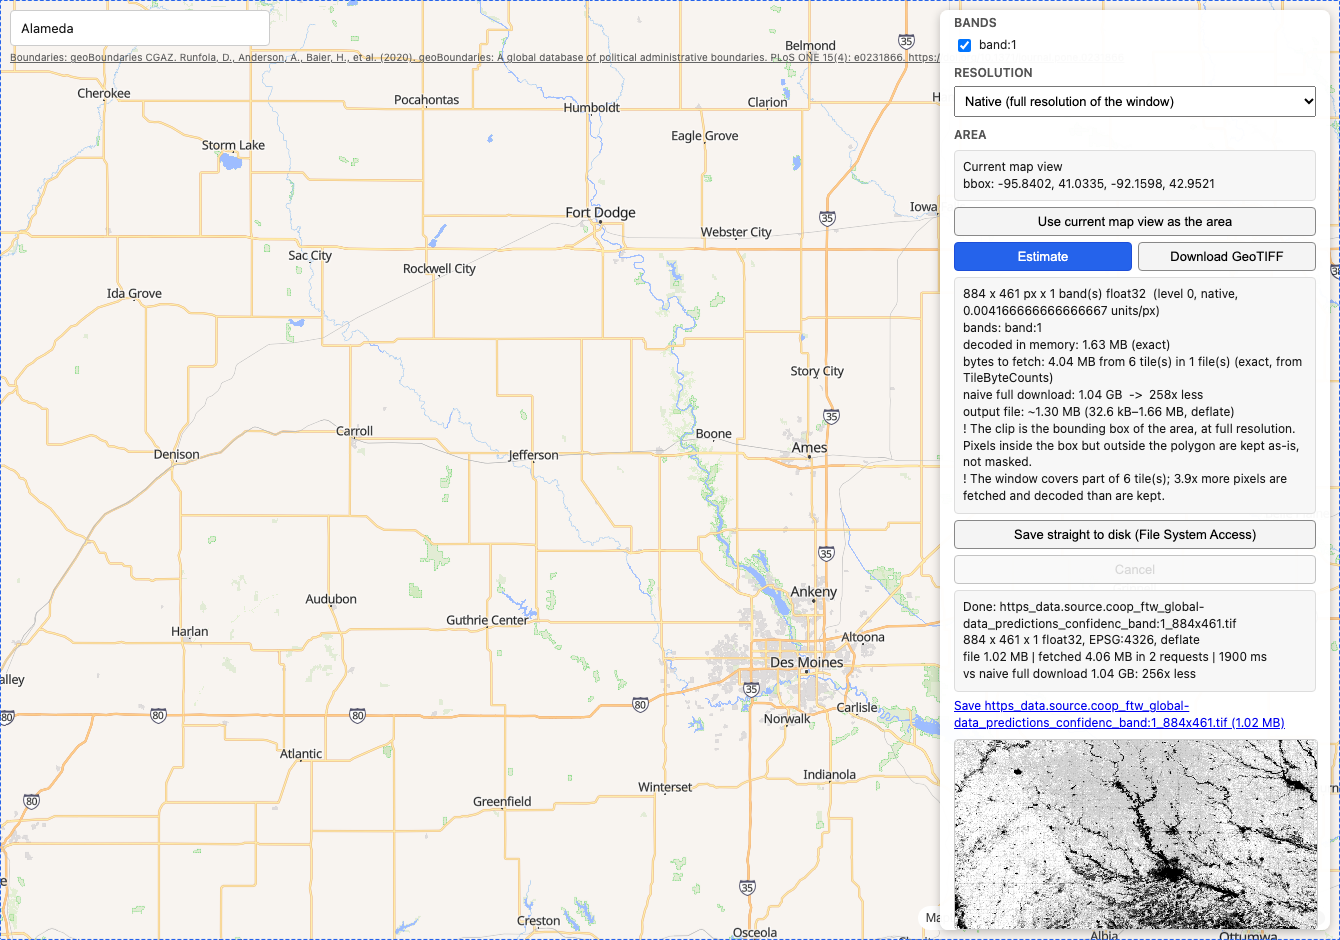 Alameda
Boundaries: geoBoundaries CGAZ. Runfola, D., Anderson, A., Baier, H., et al. (2020). geoBoundaries: A global database of political administrative boundaries. PLoS ONE 15(4): e0231866. https:/
Belmond
35
Cherokee
Pocahontas
Humboldt
Clarion
H
Eagle Grove
Storm Lake
Fort Dodge
Iowa
35
Webster City
Sac City
Rockwell City
Ida Grove
Story City
35
Carroll
Boone
Ames
Denison
Jefferson
35
Ankeny
Audubon
Guthrie Center
Harlan
Altoona
Des Moines
alley
35
80
80
80
80
Carlisle
Norwalk
Atlantic
Indianola
Winterset
80
Greenfield
e
35
Creston
Ma
Osceola
Albia
Ottumwa
BANDS
band:1
RESOLUTION
Native (full resolution of the window)
AREA
Current map view
bbox: -95.8402, 41.0335, -92.1598, 42.9521
Use current map view as the area
Estimate
Download GeoTIFF
884 x 461 px x 1 band(s) float32 (level 0, native,
0.004166666666666667 units/px)
bands: band:1
decoded in memory: 1.63 MB (exact)
bytes to fetch: 4.04 MB from 6 tile(s) in 1 file(s) (exact, from
TileByteCounts)
naive full download: 1.04 GB -> 258x less
output file: ~1.30 MB (32.6 kB–1.66 MB, deflate)
! The clip is the bounding box of the area, at full resolution.
Pixels inside the box but outside the polygon are kept as-is,
not masked.
! The window covers part of 6 tile(s); 3.9x more pixels are
fetched and decoded than are kept.
Save straight to disk (File System Access)
Cancel
Done: https_data.source.coop_ftw_global-
data_predictions_confidenc_band:1_884x461.tif
884 x 461 x 1 float32, EPSG:4326, deflate
file 1.02 MB | fetched 4.06 MB in 2 requests | 1900 ms
vs naive full download 1.04 GB: 256x less
Save https_data.source.coop_ftw_global-
data_predictions_confidenc_band:1_884x461.tif (1.02 MB)